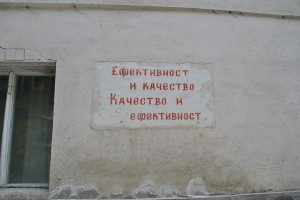 Ефективност
и качество
Качество и
ефективност.